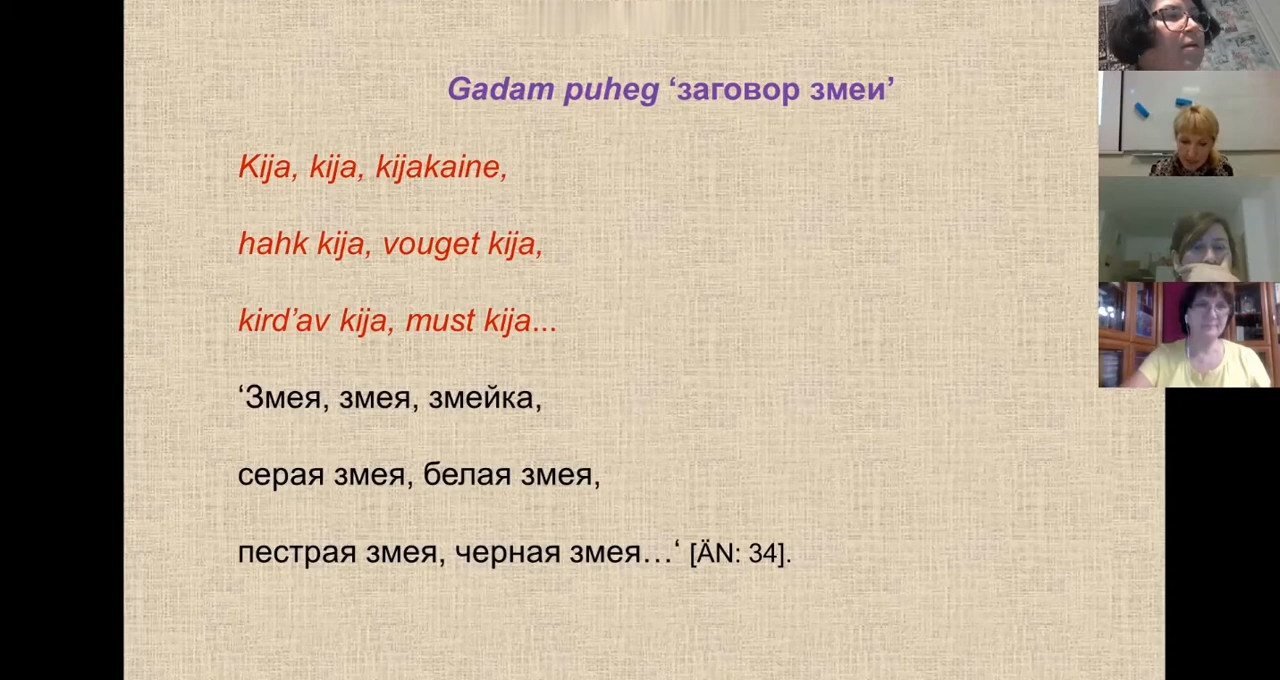 Gadam puheg ‘заговор змеи’
Kija, kija, kijakaine,
hahk kija, vouget kija,
kird’av kija, must kija...
‘Змея, змея, змейка,
серая змея, белая змея,
пестрая змея, черная змея…‘ [ÄN: 34].